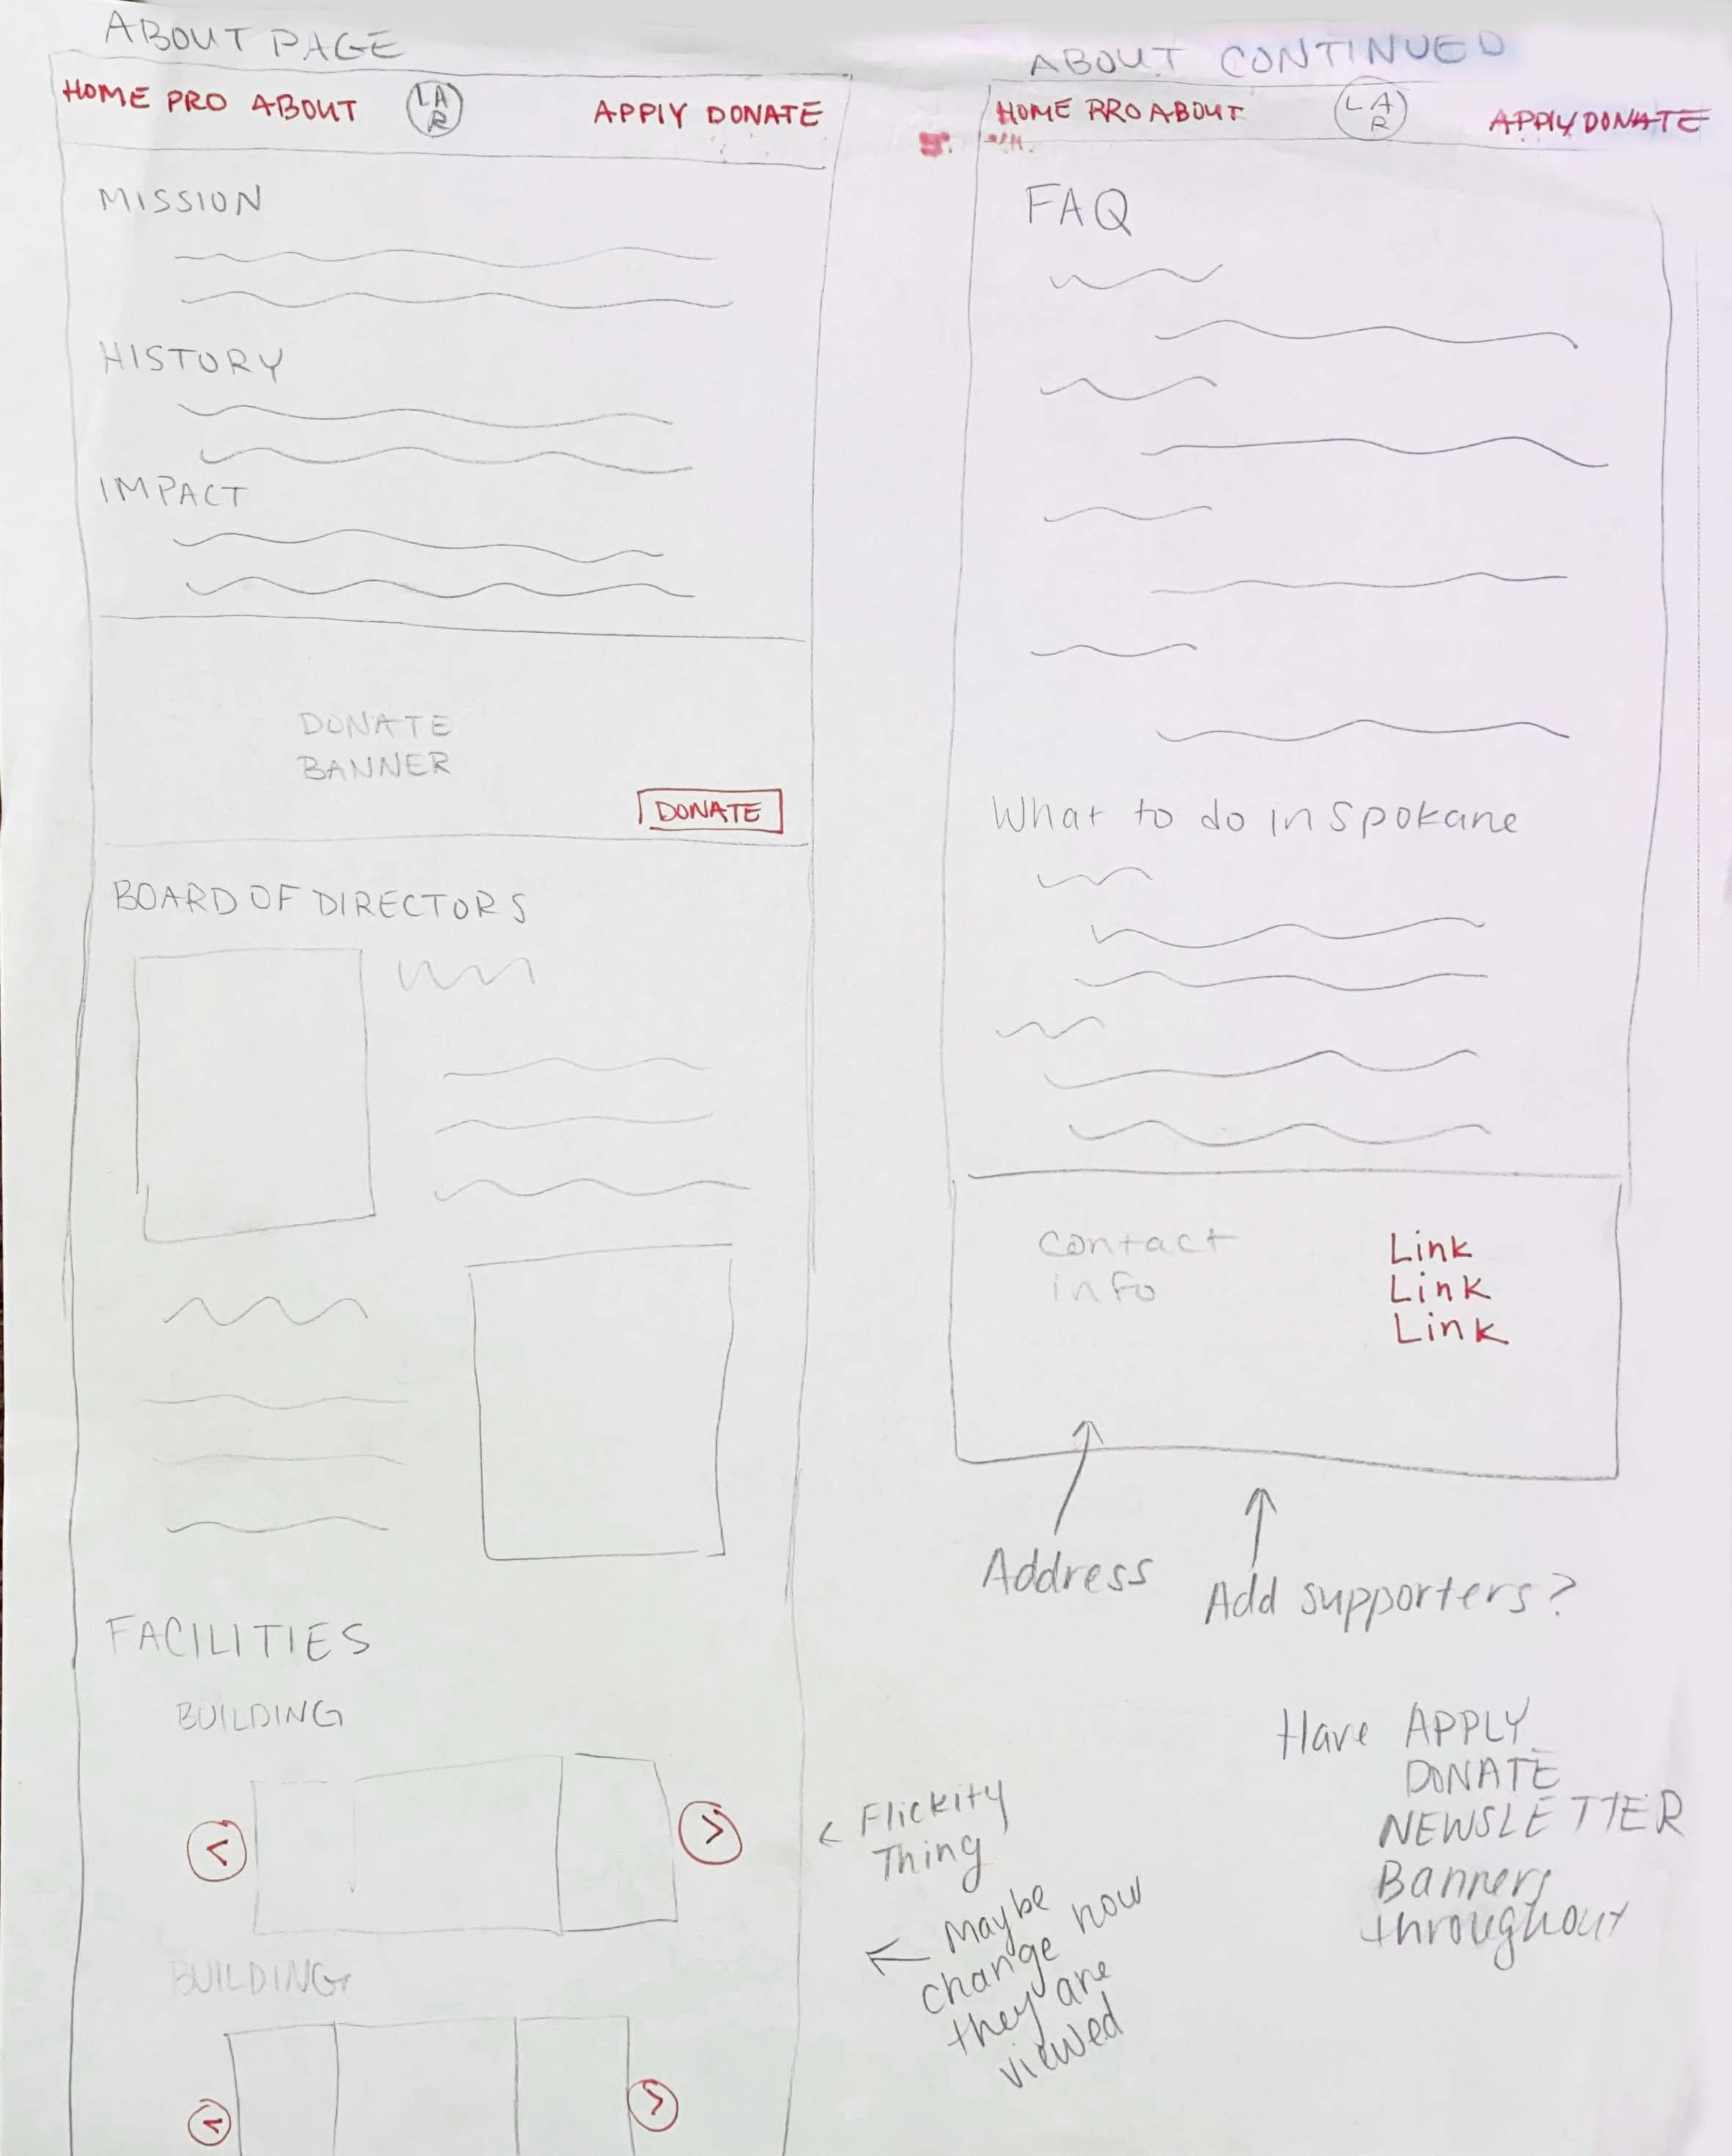 ABOUT PAGE
HOME PRO ABOUT LAR APPLY DONATE
MISSION
HISTORY
IMPACT
DONATE
BANNER
DONATE
BOARD OF DIRECTORS
FACILITIES
BUILDING
< >
← Flickity
Thing
← Maybe
change how
they are
viewed
BUILDING
< >
ABOUT CONTINUED
HOME PRO ABOUT LAR APPLY DONATE
FAQ
What to do in Spokane
Contact
info
Link
Link
Link
Address
Add supporters?
Have APPLY
DONATE
NEWSLETTER
Banners
throughout